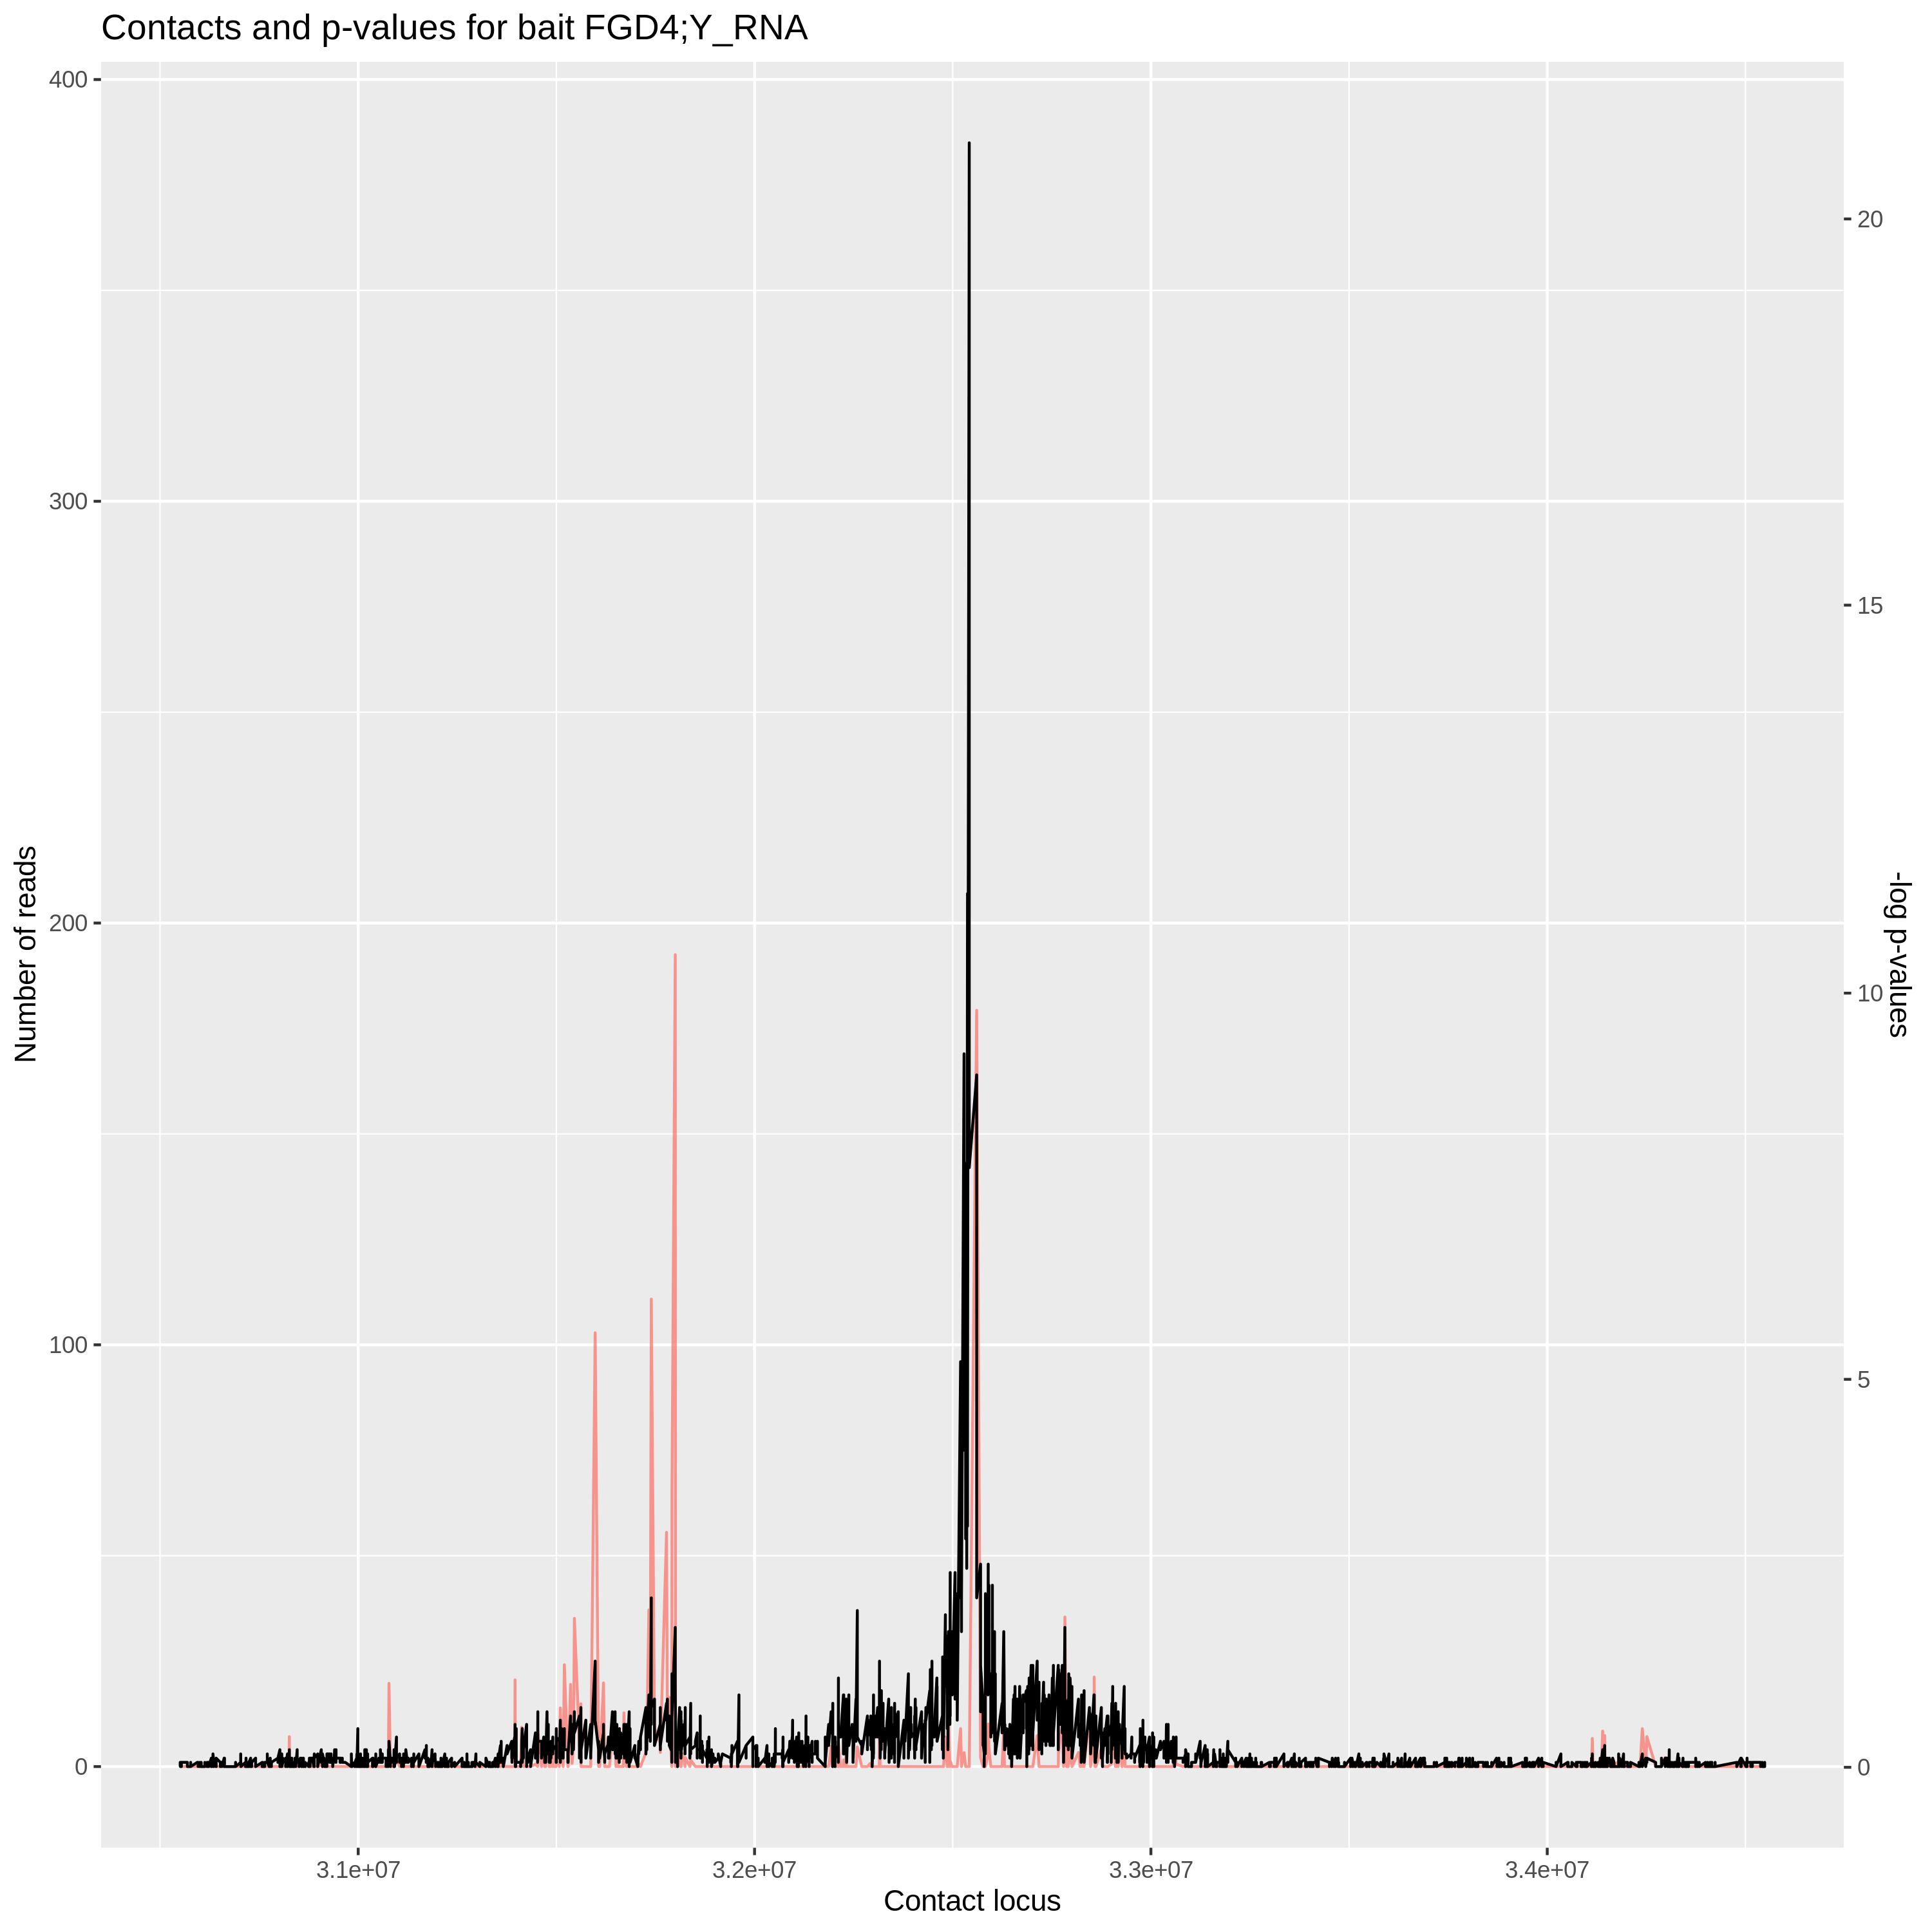 Contacts and p-values for bait FGD4;Y_RNA
400
300
200
100
0
Number of reads
20
15
10
5
0
-log p-values
3.1e+07
3.2e+07
3.3e+07
3.4e+07
Contact locus